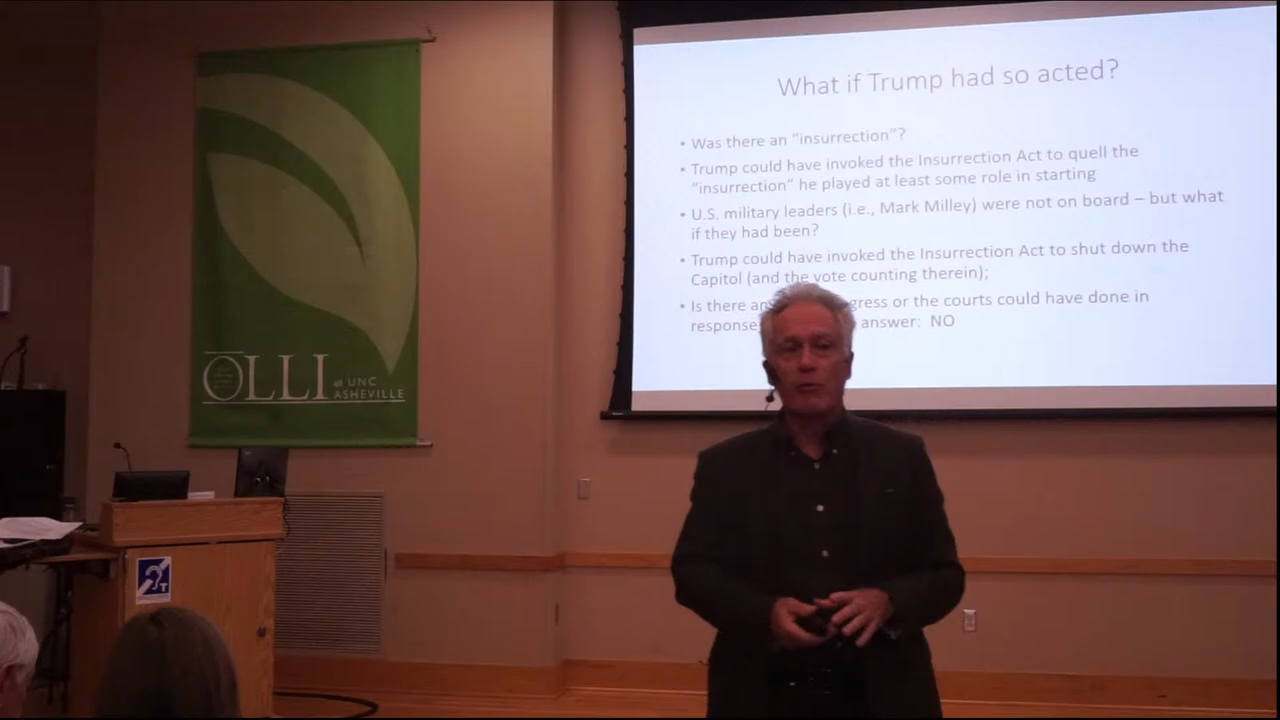 What if Trump had so acted?
• Was there an “insurrection”?
• Trump could have invoked the Insurrection Act to quell the
“insurrection” he played at least some role in starting
• U.S. military leaders (i.e., Mark Milley) were not on board – but what
if they had been?
• Trump could have invoked the Insurrection Act to shut down the
Capitol (and the vote counting therein);
• Is there gress or the courts could have done in
response answer: NO
OLLI at UNC
ASHEVILLE
T